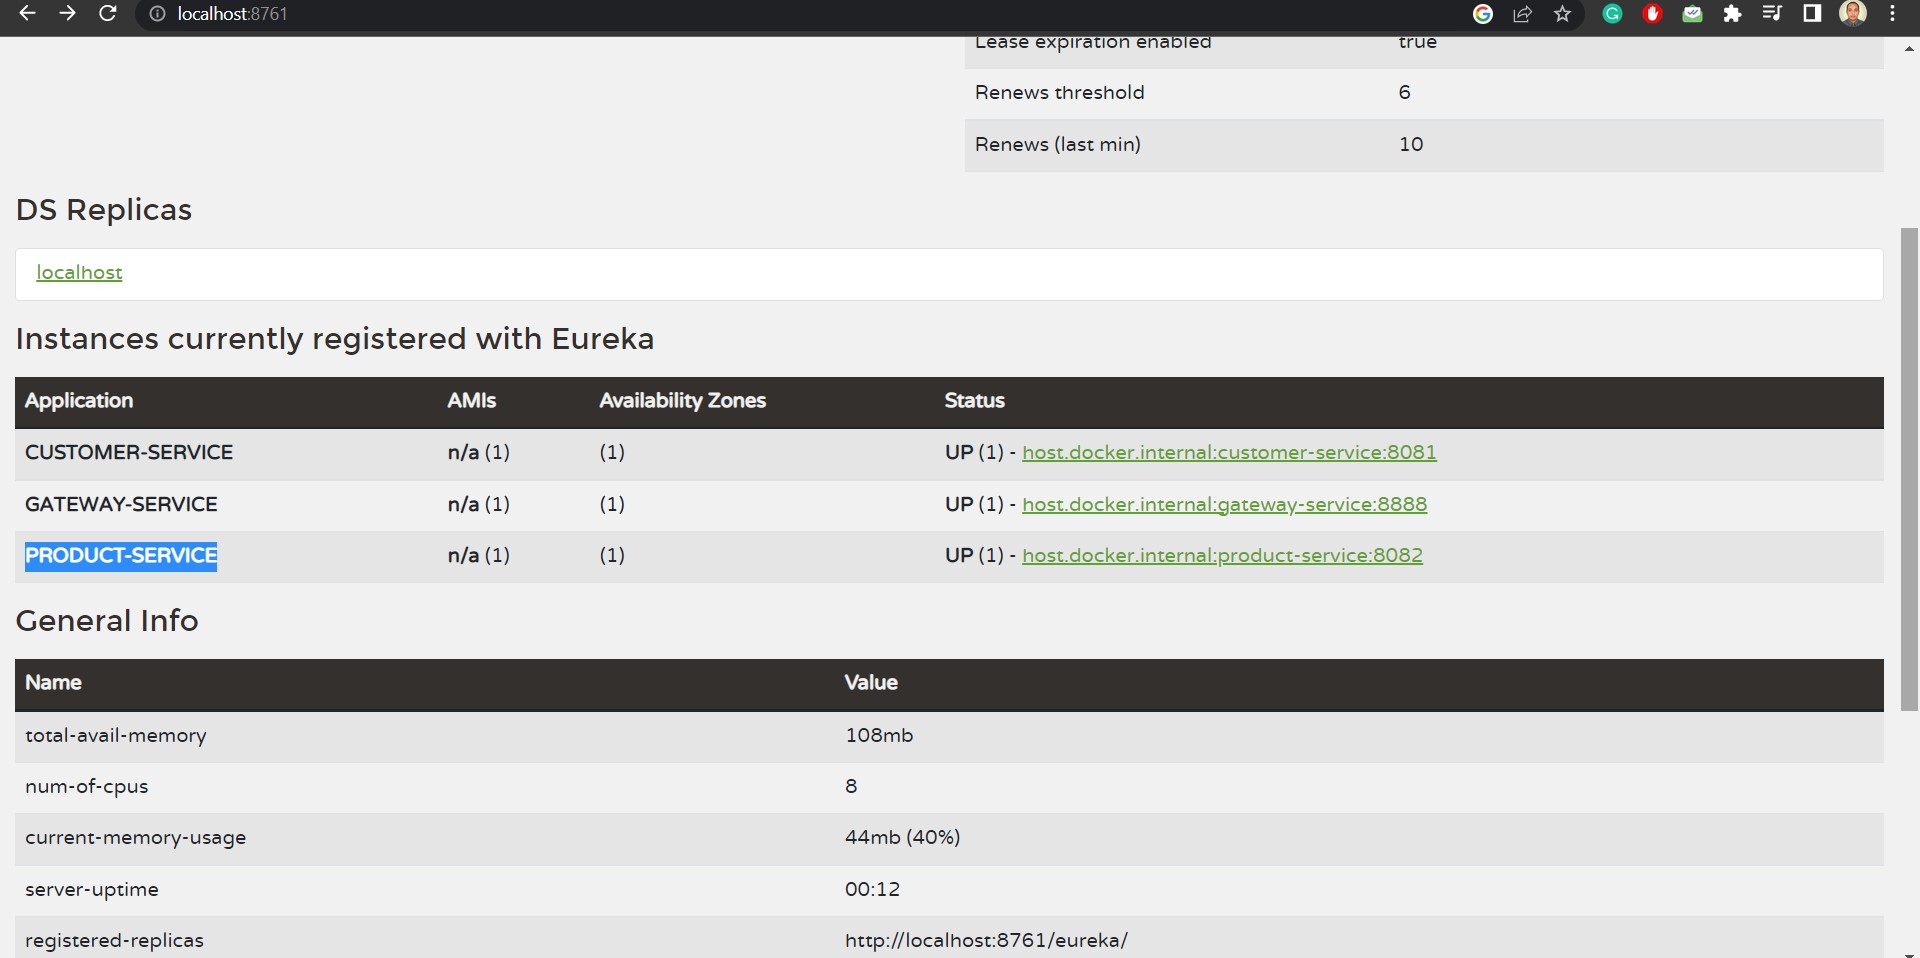 localhost:8761
Lease expiration enabled true
Renews threshold 6
Renews (last min) 10
DS Replicas
localhost
Instances currently registered with Eureka
Application AMIs Availability Zones Status
CUSTOMER-SERVICE n/a (1) (1) UP (1) - host.docker.internal:customer-service:8081
GATEWAY-SERVICE n/a (1) (1) UP (1) - host.docker.internal:gateway-service:8888
PRODUCT-SERVICE n/a (1) (1) UP (1) - host.docker.internal:product-service:8082
General Info
Name Value
total-avail-memory 108mb
num-of-cpus 8
current-memory-usage 44mb (40%)
server-uptime 00:12
registered-replicas http://localhost:8761/eureka/